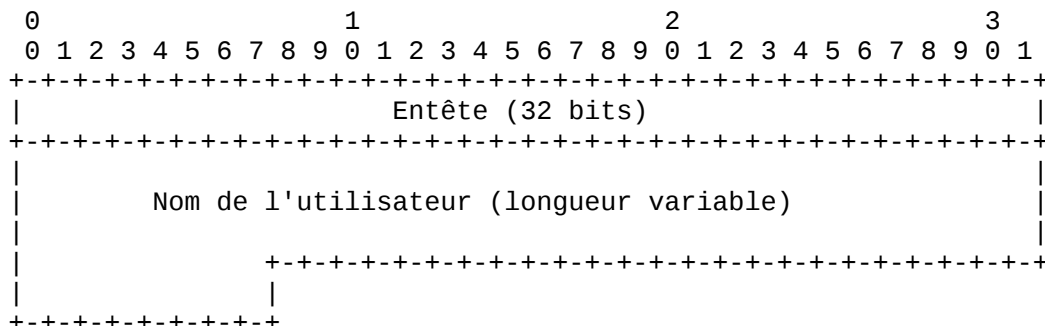 0 1 2 3
0 1 2 3 4 5 6 7 8 9 0 1 2 3 4 5 6 7 8 9 0 1 2 3 4 5 6 7 8 9 0 1
+-+-+-+-+-+-+-+-+-+-+-+-+-+-+-+-+-+-+-+-+-+-+-+-+-+-+-+-+-+-+-+-+
| Entête (32 bits) |
+-+-+-+-+-+-+-+-+-+-+-+-+-+-+-+-+-+-+-+-+-+-+-+-+-+-+-+-+-+-+-+-+
| |
| Nom de l'utilisateur (longueur variable) |
| |
| +-+-+-+-+-+-+-+-+-+-+-+-+-+-+-+-+-+-+-+-+-+-+-+-+
| |
+-+-+-+-+-+-+-+-+